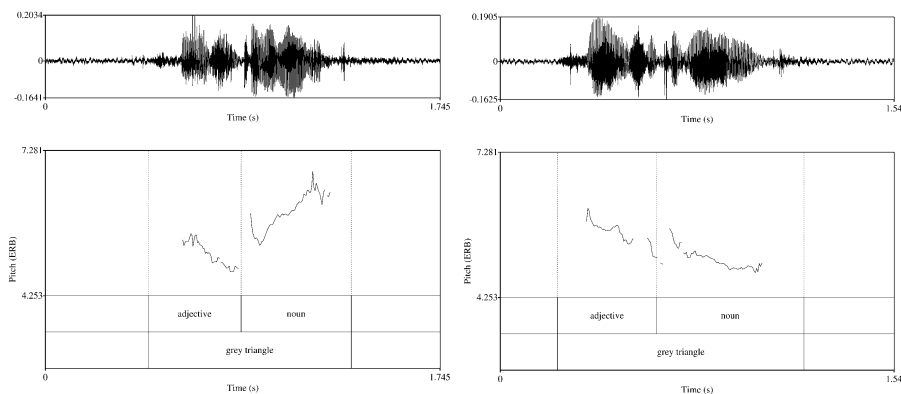 0.2034
0
-0.1641
0
1.745
Time (s)
7.281
Pitch (ERB)
4.253
adjective
noun
grey triangle
0
1.745
Time (s)
0.1905
0
-0.1625
0
1.54
Time (s)
7.281
Pitch (ERB)
4.253
adjective
noun
grey triangle
0
1.54
Time (s)